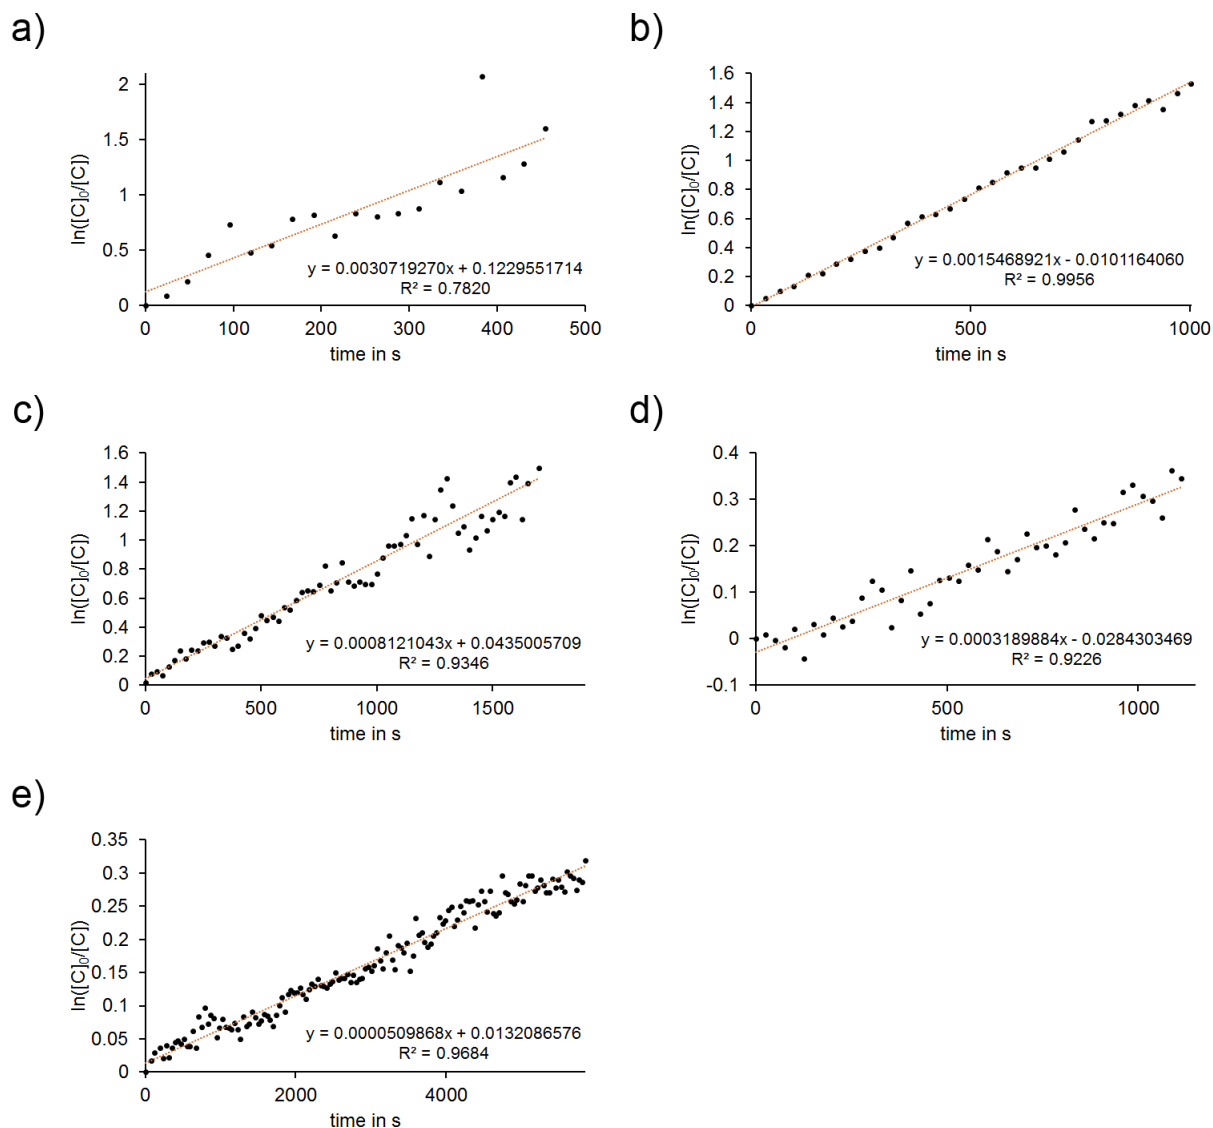 a)
ln([C]₀/[C])
2
1.5
1
0.5
0
y = 0.0030719270x + 0.1229551714
R² = 0.7820
0 100 200 300 400 500
time in s
b)
ln([C]₀/[C])
1.6
1.4
1.2
1
0.8
0.6
0.4
0.2
0
y = 0.0015468921x - 0.0101164060
R² = 0.9956
0 500 1000
time in s
c)
ln([C]₀/[C])
1.6
1.4
1.2
1
0.8
0.6
0.4
0.2
0
y = 0.0008121043x + 0.0435005709
R² = 0.9346
0 500 1000 1500
time in s
d)
ln([C]₀/[C])
0.4
0.3
0.2
0.1
0
-0.1
y = 0.0003189884x - 0.0284303469
R² = 0.9226
0 500 1000
time in s
e)
ln([C]₀/[C])
0.35
0.3
0.25
0.2
0.15
0.1
0.05
0
y = 0.0000509868x + 0.0132086576
R² = 0.9684
0 2000 4000
time in s